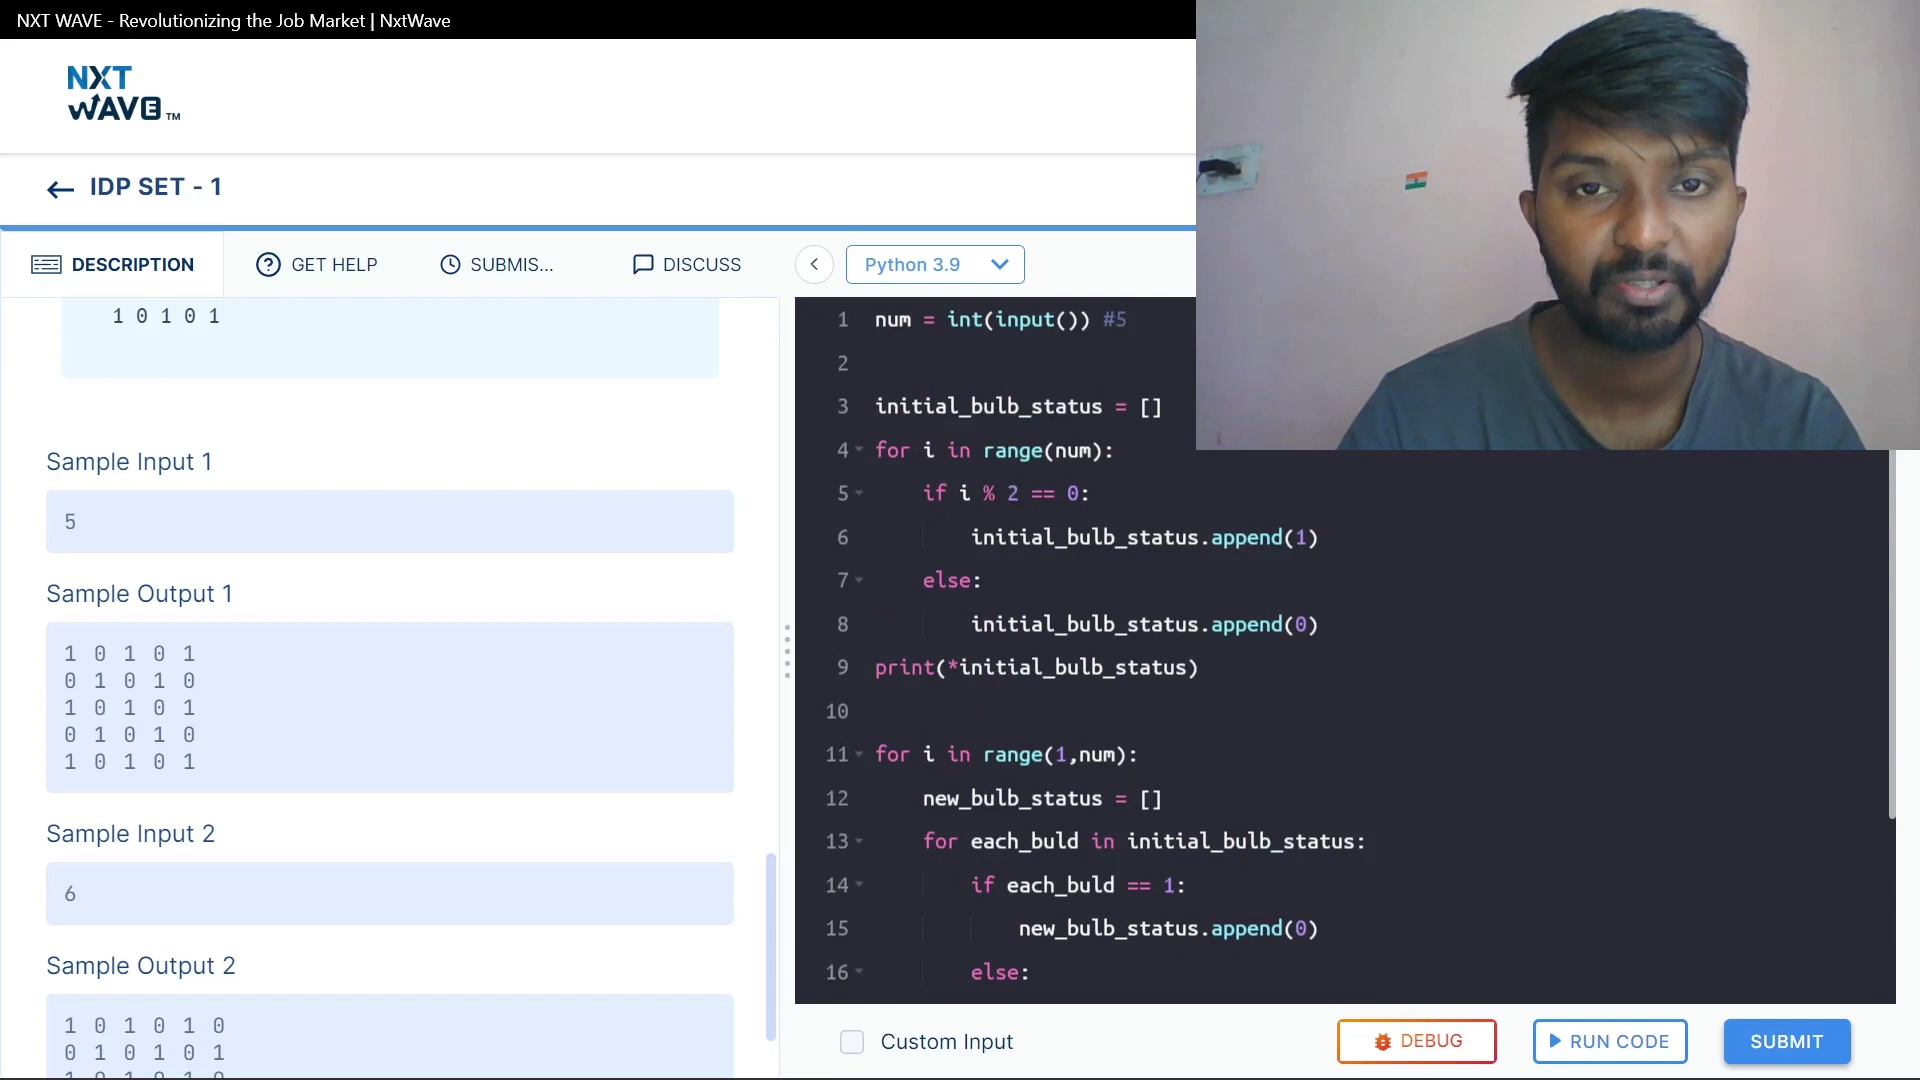 NXT WAVE - Revolutionizing the Job Market | NxtWave
NXT
WAVE TM
IDP SET - 1
DESCRIPTION
GET HELP
SUBMIS...
DISCUSS
Python 3.9
1 0 1 0 1
Sample Input 1
5
Sample Output 1
1 0 1 0 1
0 1 0 1 0
1 0 1 0 1
0 1 0 1 0
1 0 1 0 1
Sample Input 2
6
Sample Output 2
1 0 1 0 1 0
0 1 0 1 0 1
1 num = int(input()) #5
2
3 initial_bulb_status = []
4 for i in range(num):
5 if i % 2 == 0:
6 initial_bulb_status.append(1)
7 else:
8 initial_bulb_status.append(0)
9 print(*initial_bulb_status)
10
11 for i in range(1,num):
12 new_bulb_status = []
13 for each_buld in initial_bulb_status:
14 if each_buld == 1:
15 new_bulb_status.append(0)
16 else:
Custom Input
DEBUG
RUN CODE
SUBMIT